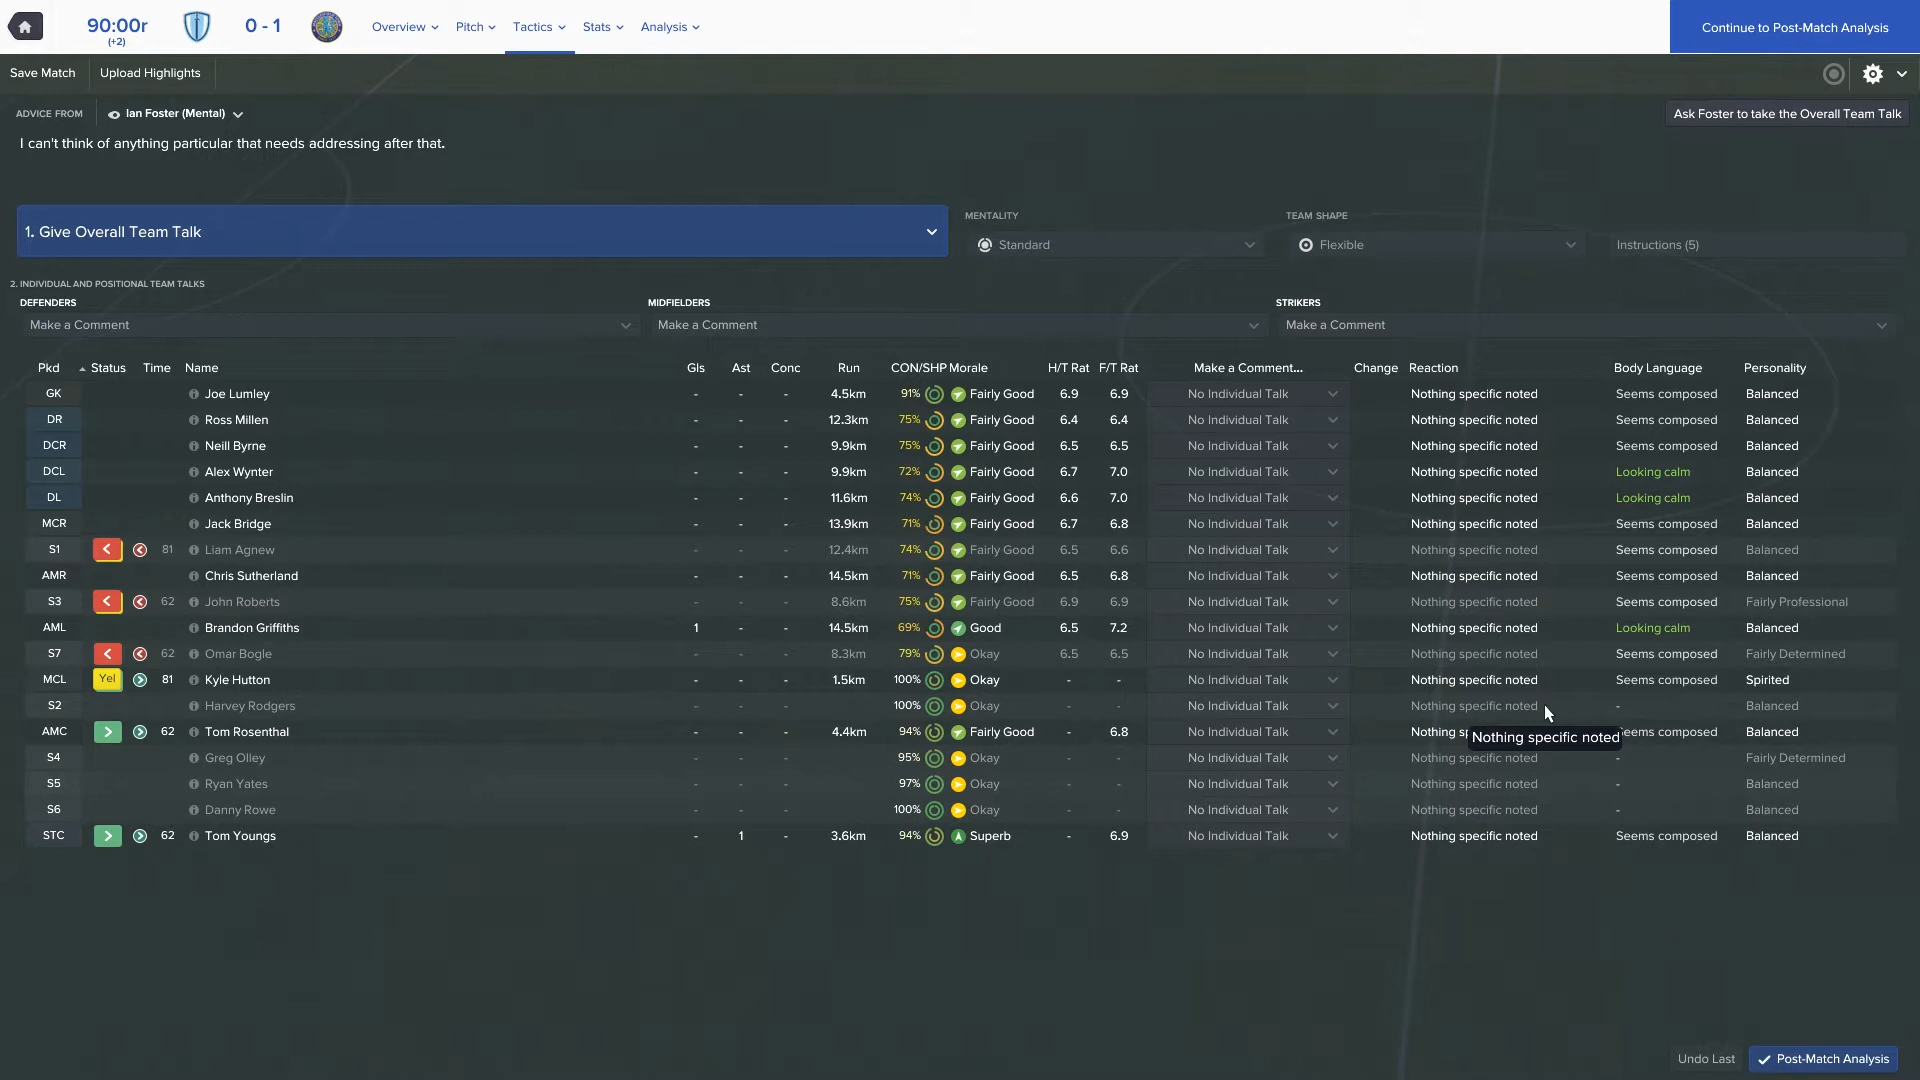 90:00r
(+2)
0 - 1
Overview Pitch Tactics Stats Analysis
Continue to Post-Match Analysis
Save Match Upload Highlights
ADVICE FROM Ian Foster (Mental)
Ask Foster to take the Overall Team Talk
I can't think of anything particular that needs addressing after that.
1. Give Overall Team Talk
MENTALITY TEAM SHAPE
Standard Flexible Instructions (5)
2. INDIVIDUAL AND POSITIONAL TEAM TALKS
DEFENDERS MIDFIELDERS STRIKERS
Make a Comment Make a Comment Make a Comment
Pkd Status Time Name Gls Ast Conc Run CON/SHP Morale H/T Rat F/T Rat Make a Comment... Change Reaction Body Language Personality
GK Joe Lumley - - - 4.5km 91% Fairly Good 6.9 6.9 No Individual Talk Nothing specific noted Seems composed Balanced
DR Ross Millen - - - 12.3km 75% Fairly Good 6.4 6.4 No Individual Talk Nothing specific noted Seems composed Balanced
DCR Neill Byrne - - - 9.9km 75% Fairly Good 6.5 6.5 No Individual Talk Nothing specific noted Seems composed Balanced
DCL Alex Wynter - - - 9.9km 72% Fairly Good 6.7 7.0 No Individual Talk Nothing specific noted Looking calm Balanced
DL Anthony Breslin - - - 11.6km 74% Fairly Good 6.6 7.0 No Individual Talk Nothing specific noted Looking calm Balanced
MCR Jack Bridge - - - 13.9km 71% Fairly Good 6.7 6.8 No Individual Talk Nothing specific noted Seems composed Balanced
S1 81 Liam Agnew - - - 12.4km 74% Fairly Good 6.5 6.6 No Individual Talk Nothing specific noted Seems composed Balanced
AMR Chris Sutherland - - - 14.5km 71% Fairly Good 6.5 6.8 No Individual Talk Nothing specific noted Seems composed Balanced
S3 62 John Roberts - - - 8.6km 75% Fairly Good 6.9 6.9 No Individual Talk Nothing specific noted Seems composed Fairly Professional
AML Brandon Griffiths 1 - - 14.5km 69% Good 6.5 7.2 No Individual Talk Nothing specific noted Looking calm Balanced
S7 62 Omar Bogle - - - 8.3km 79% Okay 6.5 6.5 No Individual Talk Nothing specific noted Seems composed Fairly Determined
MCL Yel 81 Kyle Hutton - - - 1.5km 100% Okay - - No Individual Talk Nothing specific noted Seems composed Spirited
S2 Harvey Rodgers - - - 100% Okay - - No Individual Talk Nothing specific noted - Balanced
AMC 62 Tom Rosenthal - - - 4.4km 94% Fairly Good - 6.8 No Individual Talk Nothing sp eems composed Balanced
Nothing specific noted
S4 Greg Olley - - - 95% Okay - - No Individual Talk Nothing specific noted - Fairly Determined
S5 Ryan Yates - - - 97% Okay - - No Individual Talk Nothing specific noted - Balanced
S6 Danny Rowe - - - 100% Okay - - No Individual Talk Nothing specific noted - Balanced
STC 62 Tom Youngs - 1 - 3.6km 94% Superb - 6.9 No Individual Talk Nothing specific noted Seems composed Balanced
Undo Last Post-Match Analysis